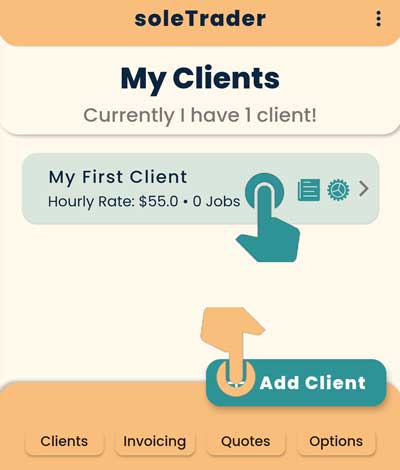 soleTrader
My Clients
Currently I have 1 client!
My First Client
Hourly Rate: $55.0 • 0 Jobs
Add Client
Clients Invoicing Quotes Options